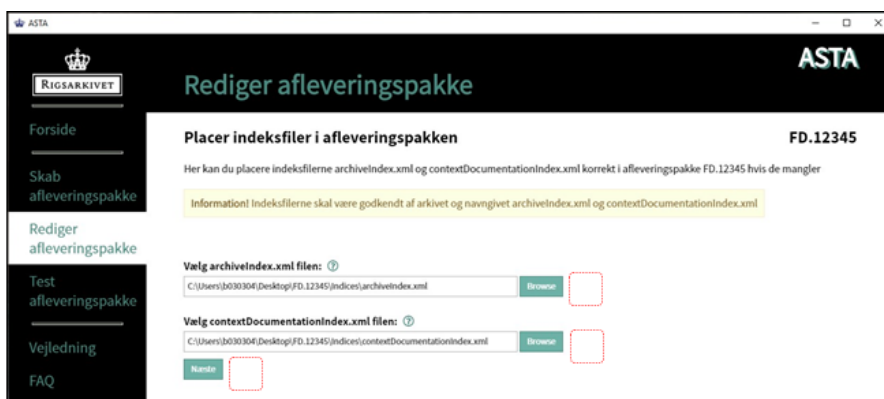 ASTA
ASTA
RIGSARKIVET
Rediger afleveringspakke
Forside
Skab
afleveringspakke
Rediger
afleveringspakke
Test
afleveringspakke
Vejledning
FAQ
Placer indeksfiler i afleveringspakken
FD.12345
Her kan du placere indeksfilerne archiveIndex.xml og contextDocumentationIndex.xml korrekt i afleveringspakke FD.12345 hvis de mangler
Information! Indeksfilerne skal være godkendt af arkivet og navngivet archiveIndex.xml og contextDocumentationIndex.xml
Vælg archiveIndex.xml filen: ?
C:\Users\b030304\Desktop\FD.12345\Indices\archiveIndex.xml
Browse
Vælg contextDocumentationIndex.xml filen: ?
C:\Users\b030304\Desktop\FD.12345\Indices\contextDocumentationIndex.xml
Browse
Næste